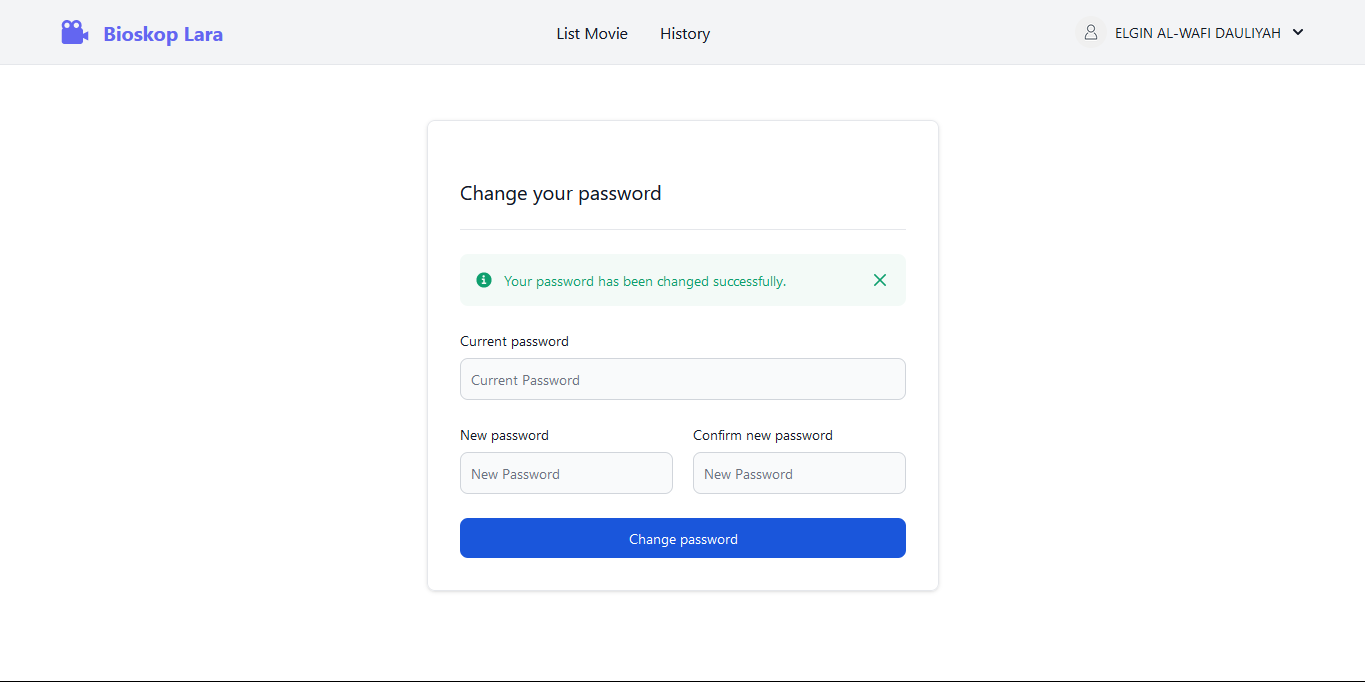 Bioskop Lara
List Movie
History
ELGIN AL-WAFI DAULIYAH
Change your password
Your password has been changed successfully.
Current password
Current Password
New password
Confirm new password
New Password
New Password
Change password